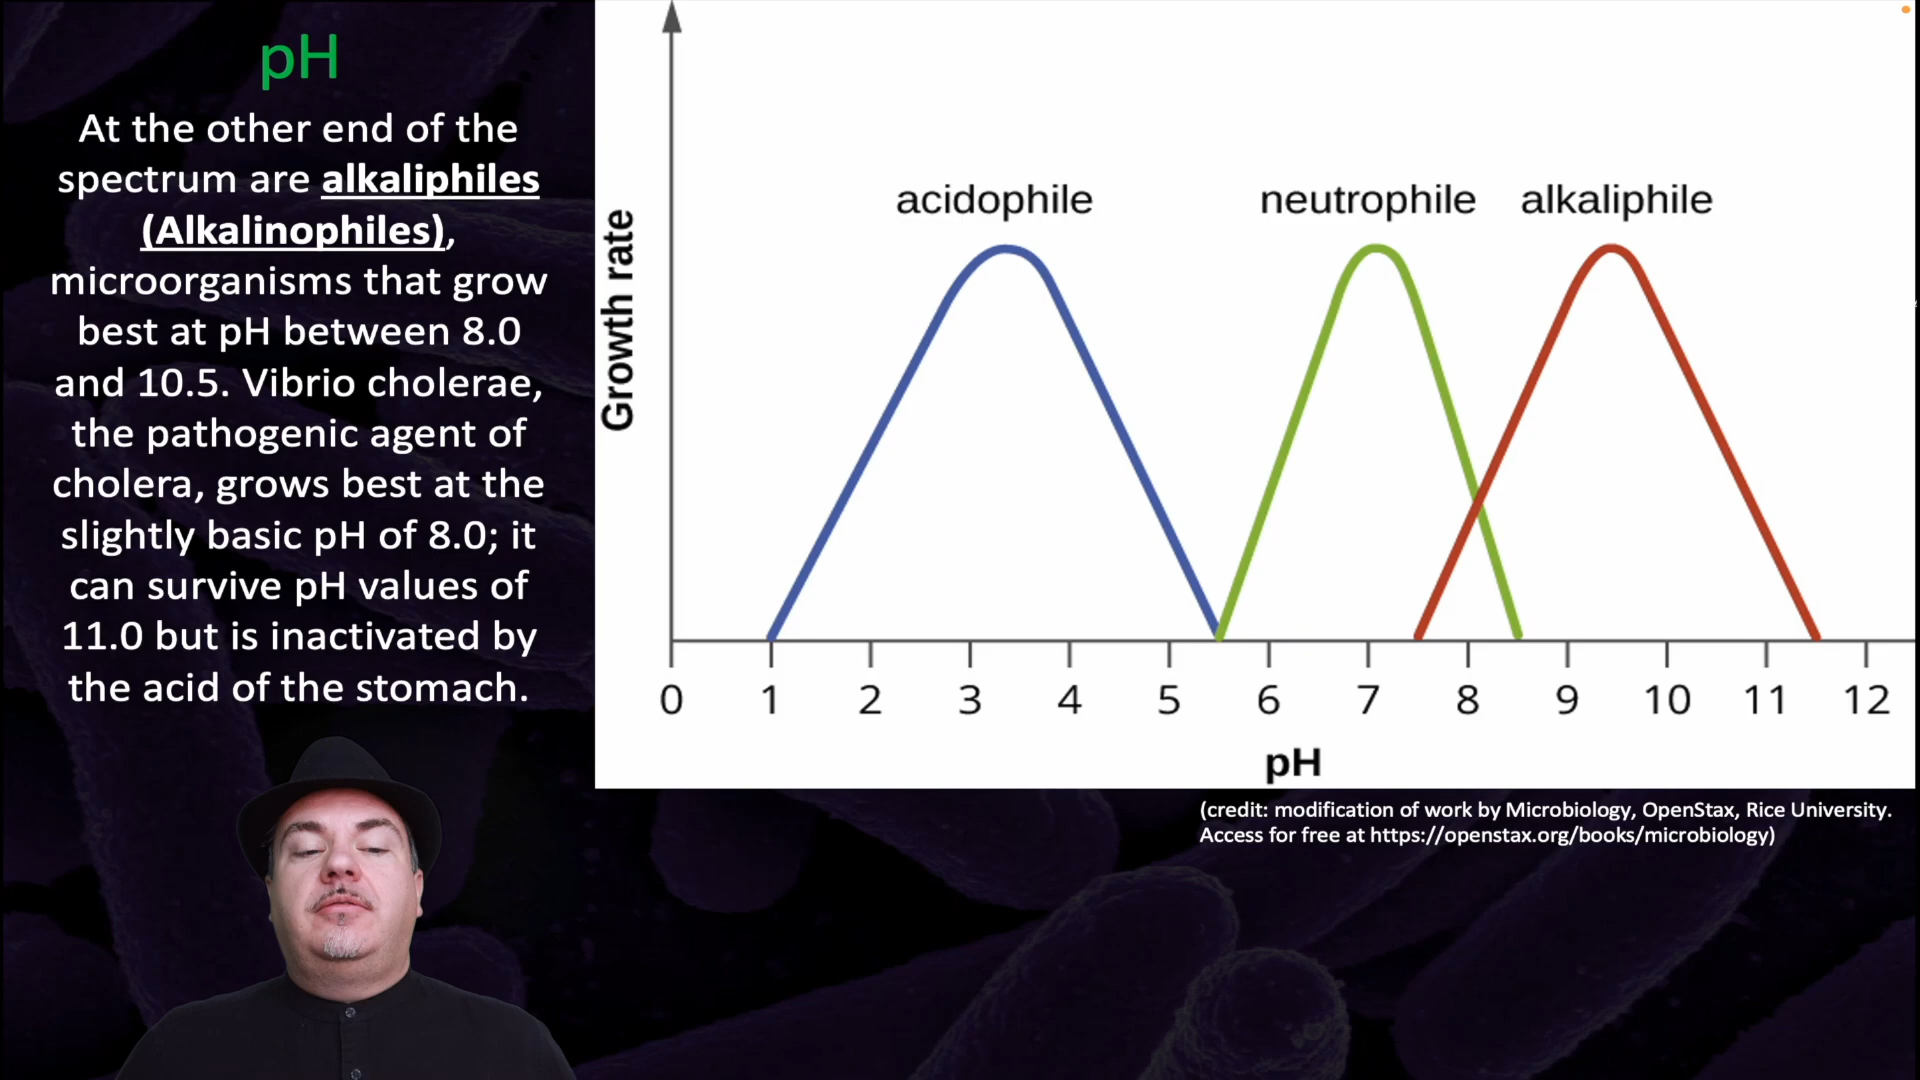 pH
At the other end of the
spectrum are alkaliphiles
(Alkalinophiles),
microorganisms that grow
best at pH between 8.0
and 10.5. Vibrio cholerae,
the pathogenic agent of
cholera, grows best at the
slightly basic pH of 8.0; it
can survive pH values of
11.0 but is inactivated by
the acid of the stomach.
Growth rate
acidophile
neutrophile
alkaliphile
0 1 2 3 4 5 6 7 8 9 10 11 12
pH
(credit: modification of work by Microbiology, OpenStax, Rice University.
Access for free at https://openstax.org/books/microbiology)